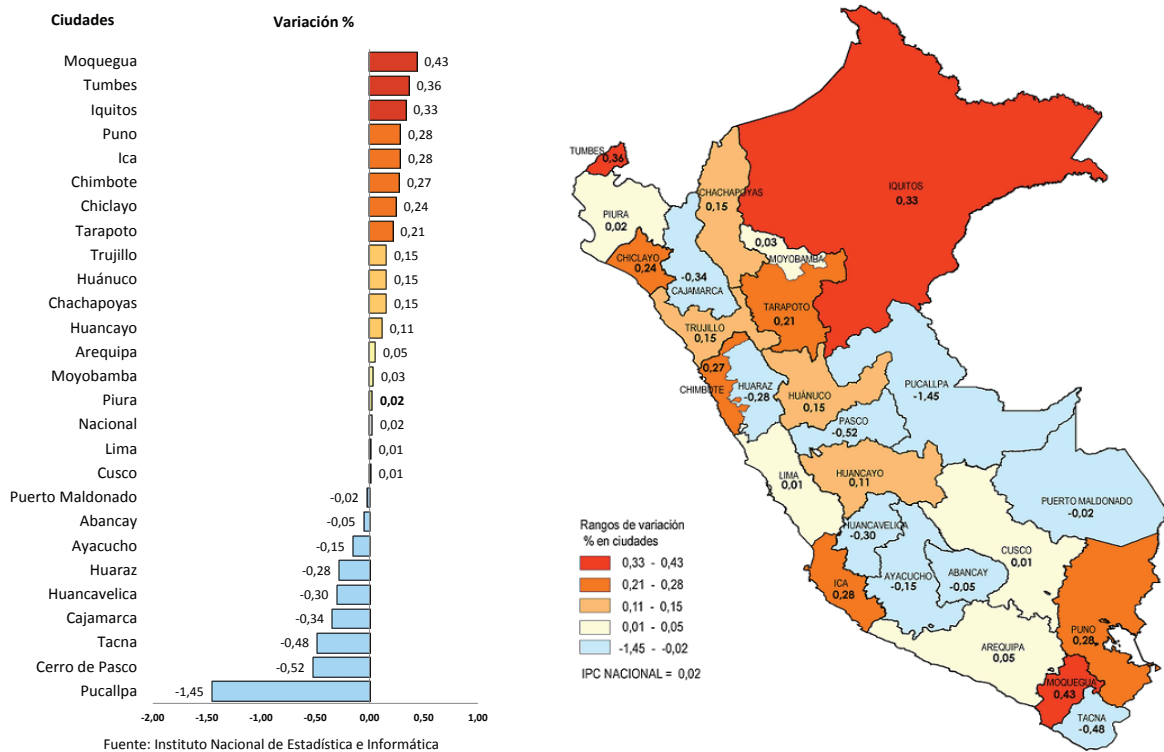 Ciudades Variación %
Moquegua 0,43
Tumbes 0,36
Iquitos 0,33
Puno 0,28
Ica 0,28
Chimbote 0,27
Chiclayo 0,24
Tarapoto 0,21
Trujillo 0,15
Huánuco 0,15
Chachapoyas 0,15
Huancayo 0,11
Arequipa 0,05
Moyobamba 0,03
Piura 0,02
Nacional 0,02
Lima 0,01
Cusco 0,01
Puerto Maldonado -0,02
Abancay -0,05
Ayacucho -0,15
Huaraz -0,28
Huancavelica -0,30
Cajamarca -0,34
Tacna -0,48
Cerro de Pasco -0,52
Pucallpa -1,45
-2,00 -1,50 -1,00 -0,50 0,00 0,50 1,00
Fuente: Instituto Nacional de Estadística e Informática
TUMBES
0,36
PIURA
0,02
CHACHAPOYAS
0,15
IQUITOS
0,33
0,03
MOYOBAMBA
CHICLAYO
0,24
-0,34
CAJAMARCA
TARAPOTO
0,21
TRUJILLO
0,15
0,27
CHIMBOTE
HUARAZ
-0,28
HUÁNUCO
0,15
PUCALLPA
-1,45
PASCO
-0,52
LIMA
0,01
HUANCAYO
0,11
PUERTO MALDONADO
-0,02
HUANCAVELICA
-0,30
CUSCO
0,01
ICA
0,28
AYACUCHO
-0,15
ABANCAY
-0,05
AREQUIPA
0,05
PUNO
0,28
MOQUEGUA
0,43
TACNA
-0,48
Rangos de variación
% en ciudades
0,33 - 0,43
0,21 - 0,28
0,11 - 0,15
0,01 - 0,05
-1,45 - -0,02
IPC NACIONAL = 0,02